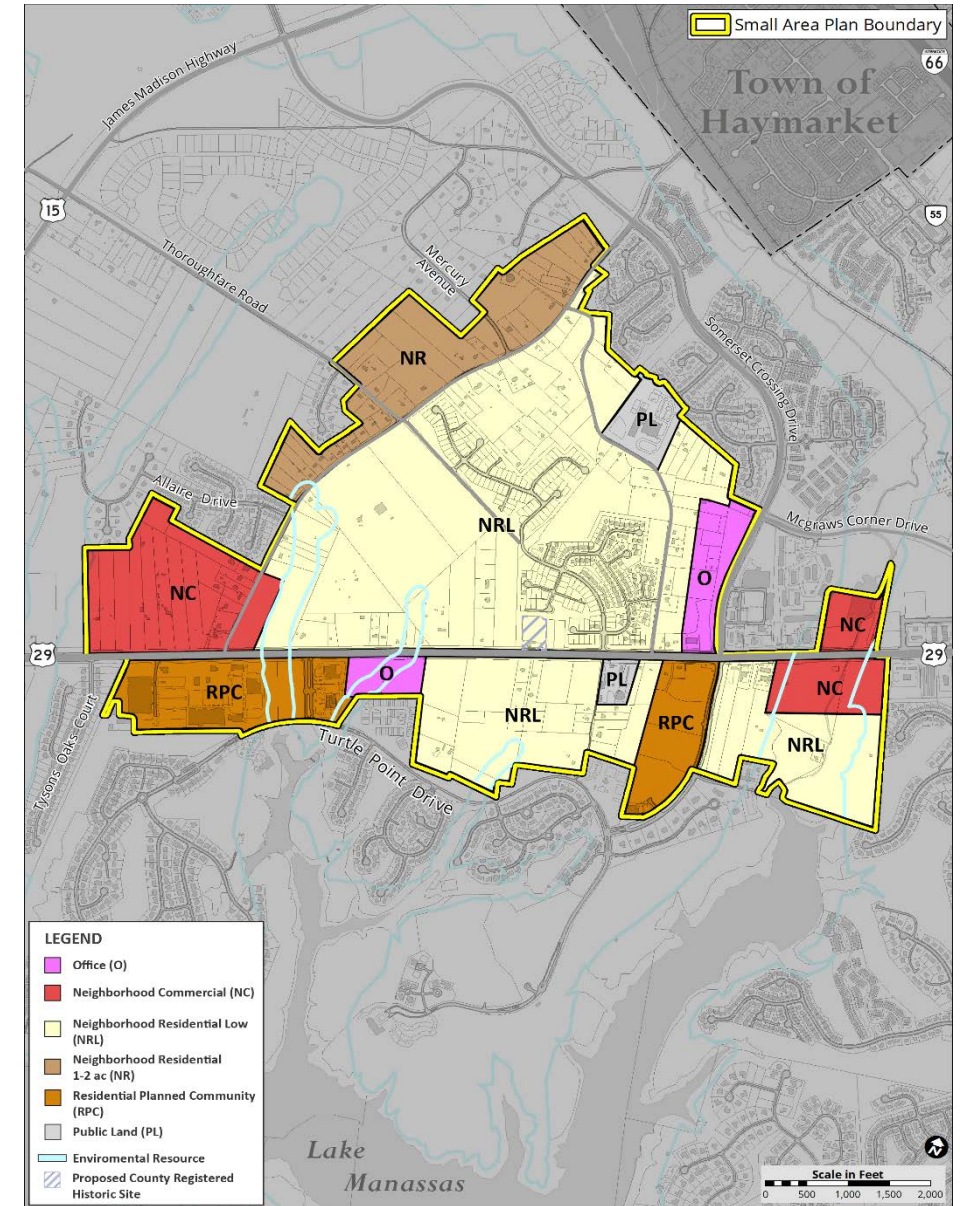 Small Area Plan Boundary
INTERSTATE
66
Town of
Haymarket
James Madison Highway
15
55
Thoroughfare Road
Mercury
Avenue
Somerset Crossing Drive
NR
PL
Allaire Drive
NRL
Mcgraws Corner Drive
NC
O
NC
29
29
RPC
O
PL
NC
NRL
RPC
NRL
Tysons Oaks Court
Turtle Point Drive
LEGEND
Office (O)
Neighborhood Commercial (NC)
Neighborhood Residential Low
(NRL)
Neighborhood Residential
1-2 ac (NR)
Residential Planned Community
(RPC)
Public Land (PL)
Enviromental Resource
Proposed County Registered
Historic Site
Lake
Manassas
N
Scale in Feet
0 500 1,000 1,500 2,000